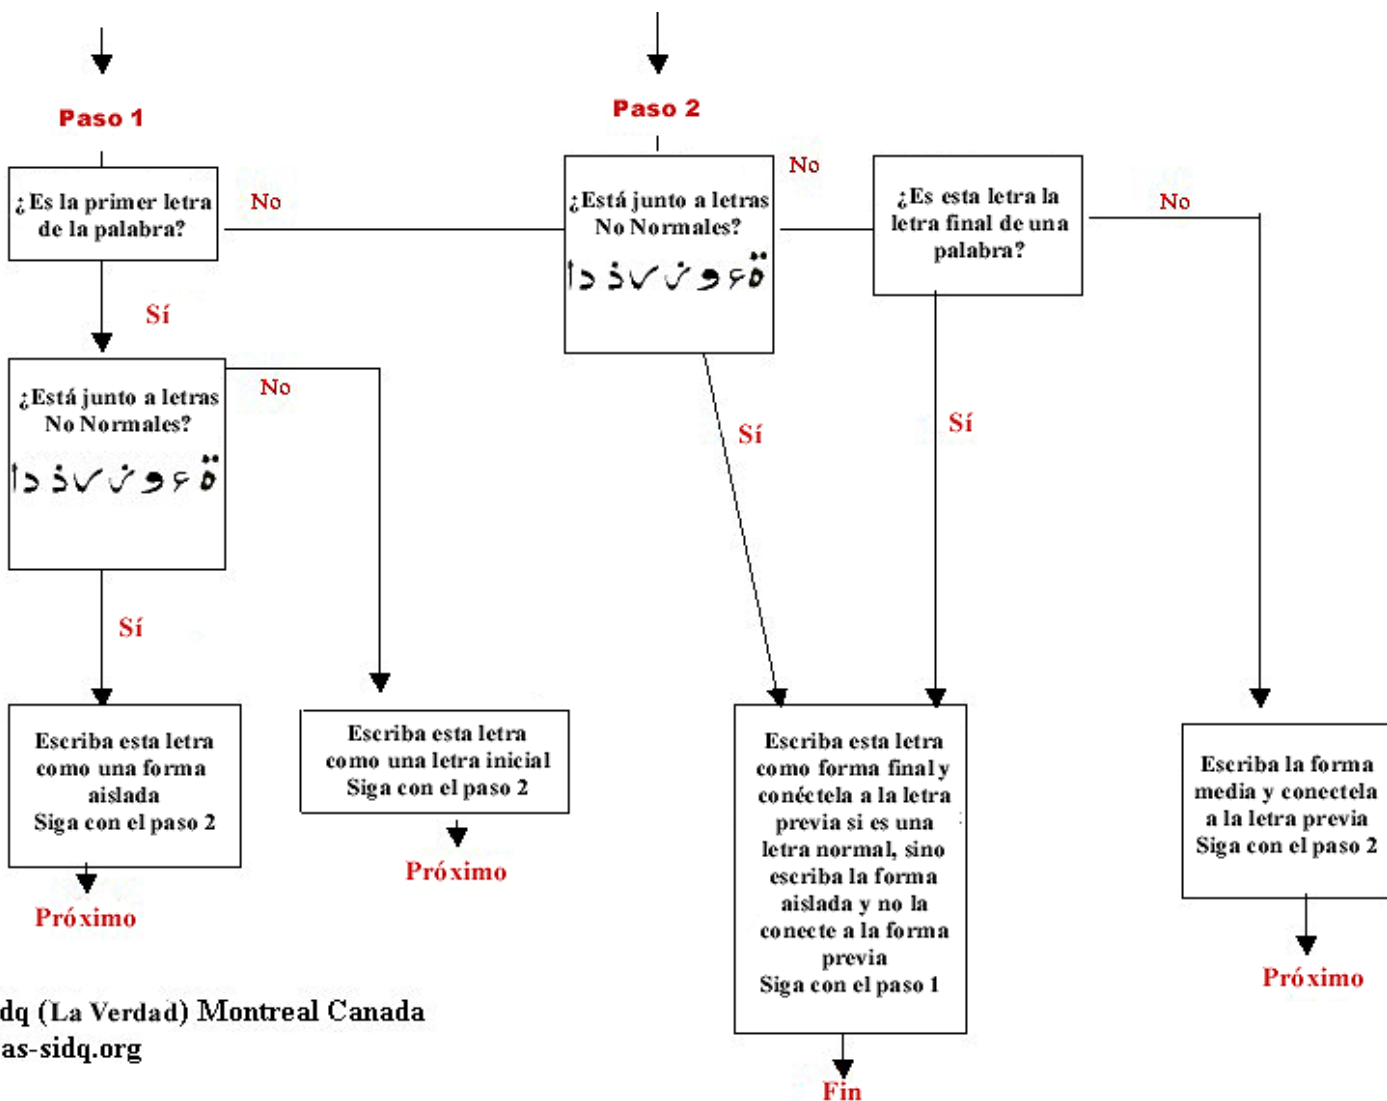 Paso 1
¿Es la primer letra
de la palabra?
No
Sí
¿Está junto a letras
No Normales?
ا د ذ ر ز و ء ة
No
Sí
Escriba esta letra
como una forma
aislada
Siga con el paso 2
Próximo
Escriba esta letra
como una letra inicial
Siga con el paso 2
Próximo
Paso 2
¿Está junto a letras
No Normales?
ا د ذ ر ز و ء ة
No
Sí
¿Es esta letra la
letra final de una
palabra?
No
Sí
Escriba esta letra
como forma final y
conéctela a la letra
previa si es una
letra normal, sino
escriba la forma
aislada y no la
conecte a la forma
previa
Siga con el paso 1
Fin
Escriba la forma
media y conectela
a la letra previa
Siga con el paso 2
Próximo
dq (La Verdad) Montreal Canada
as-sidq.org